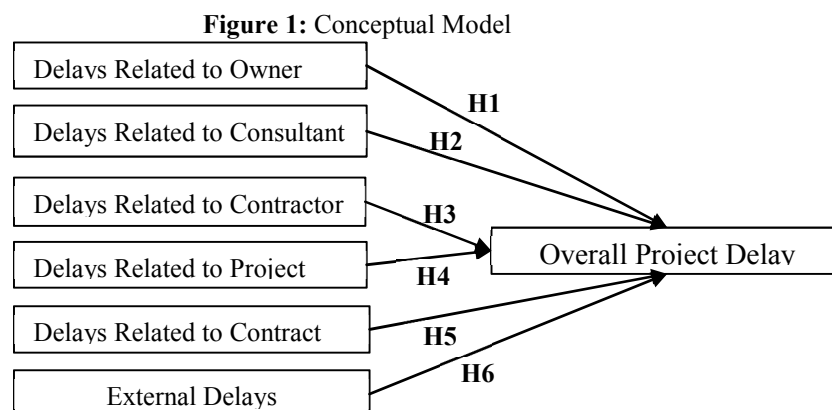 Figure 1: Conceptual Model
Delays Related to Owner
H1
Delays Related to Consultant
H2
Delays Related to Contractor
H3
Overall Project Delay
Delays Related to Project
H4
Delays Related to Contract
H5
H6
External Delays